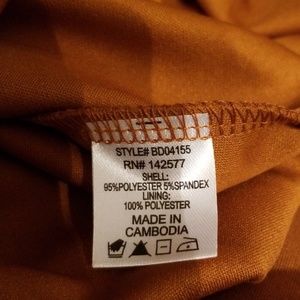 STYLE# BD04155
RN# 142577
SHELL:
95%POLYESTER 5%SPANDEX
LINING:
100% POLYESTER
MADE IN
CAMBODIA